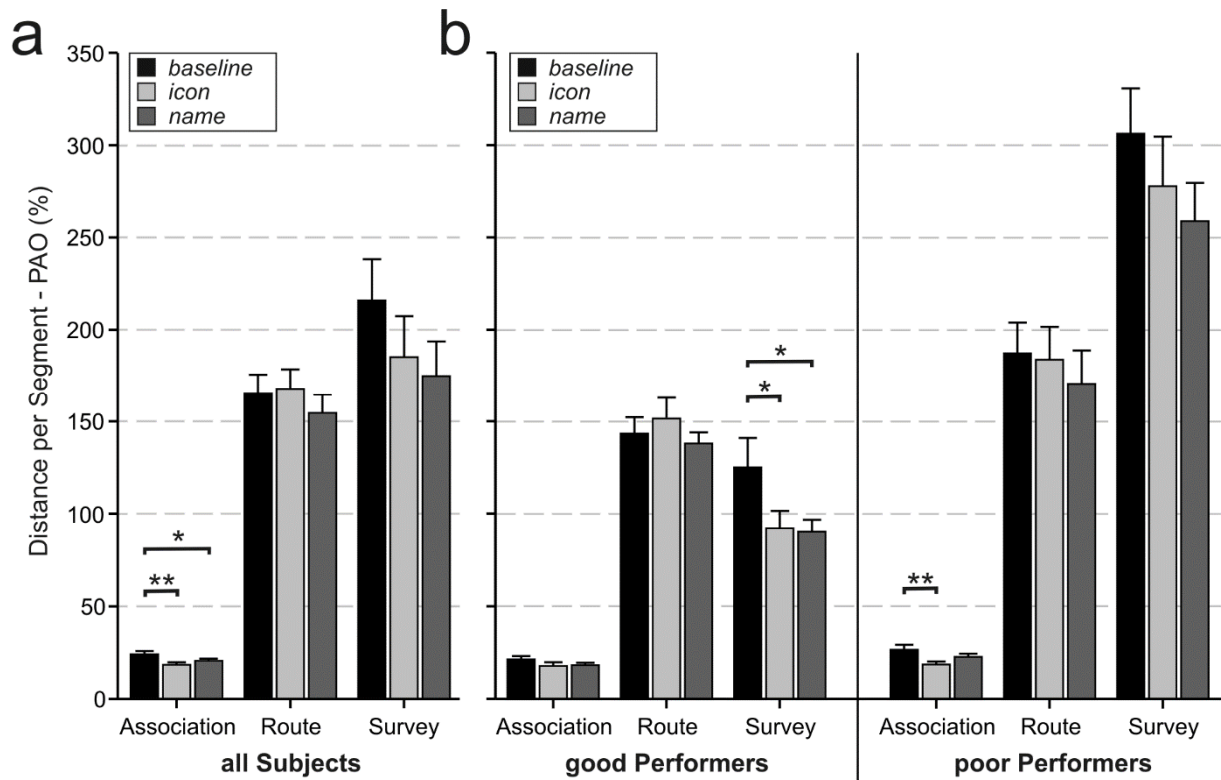 a
b
Distance per Segment - PAO (%)
350
300
250
200
150
100
50
0
baseline
icon
name
baseline
icon
name
*
**
*
*
**
Association Route Survey
all Subjects
Association Route Survey
good Performers
Association Route Survey
poor Performers